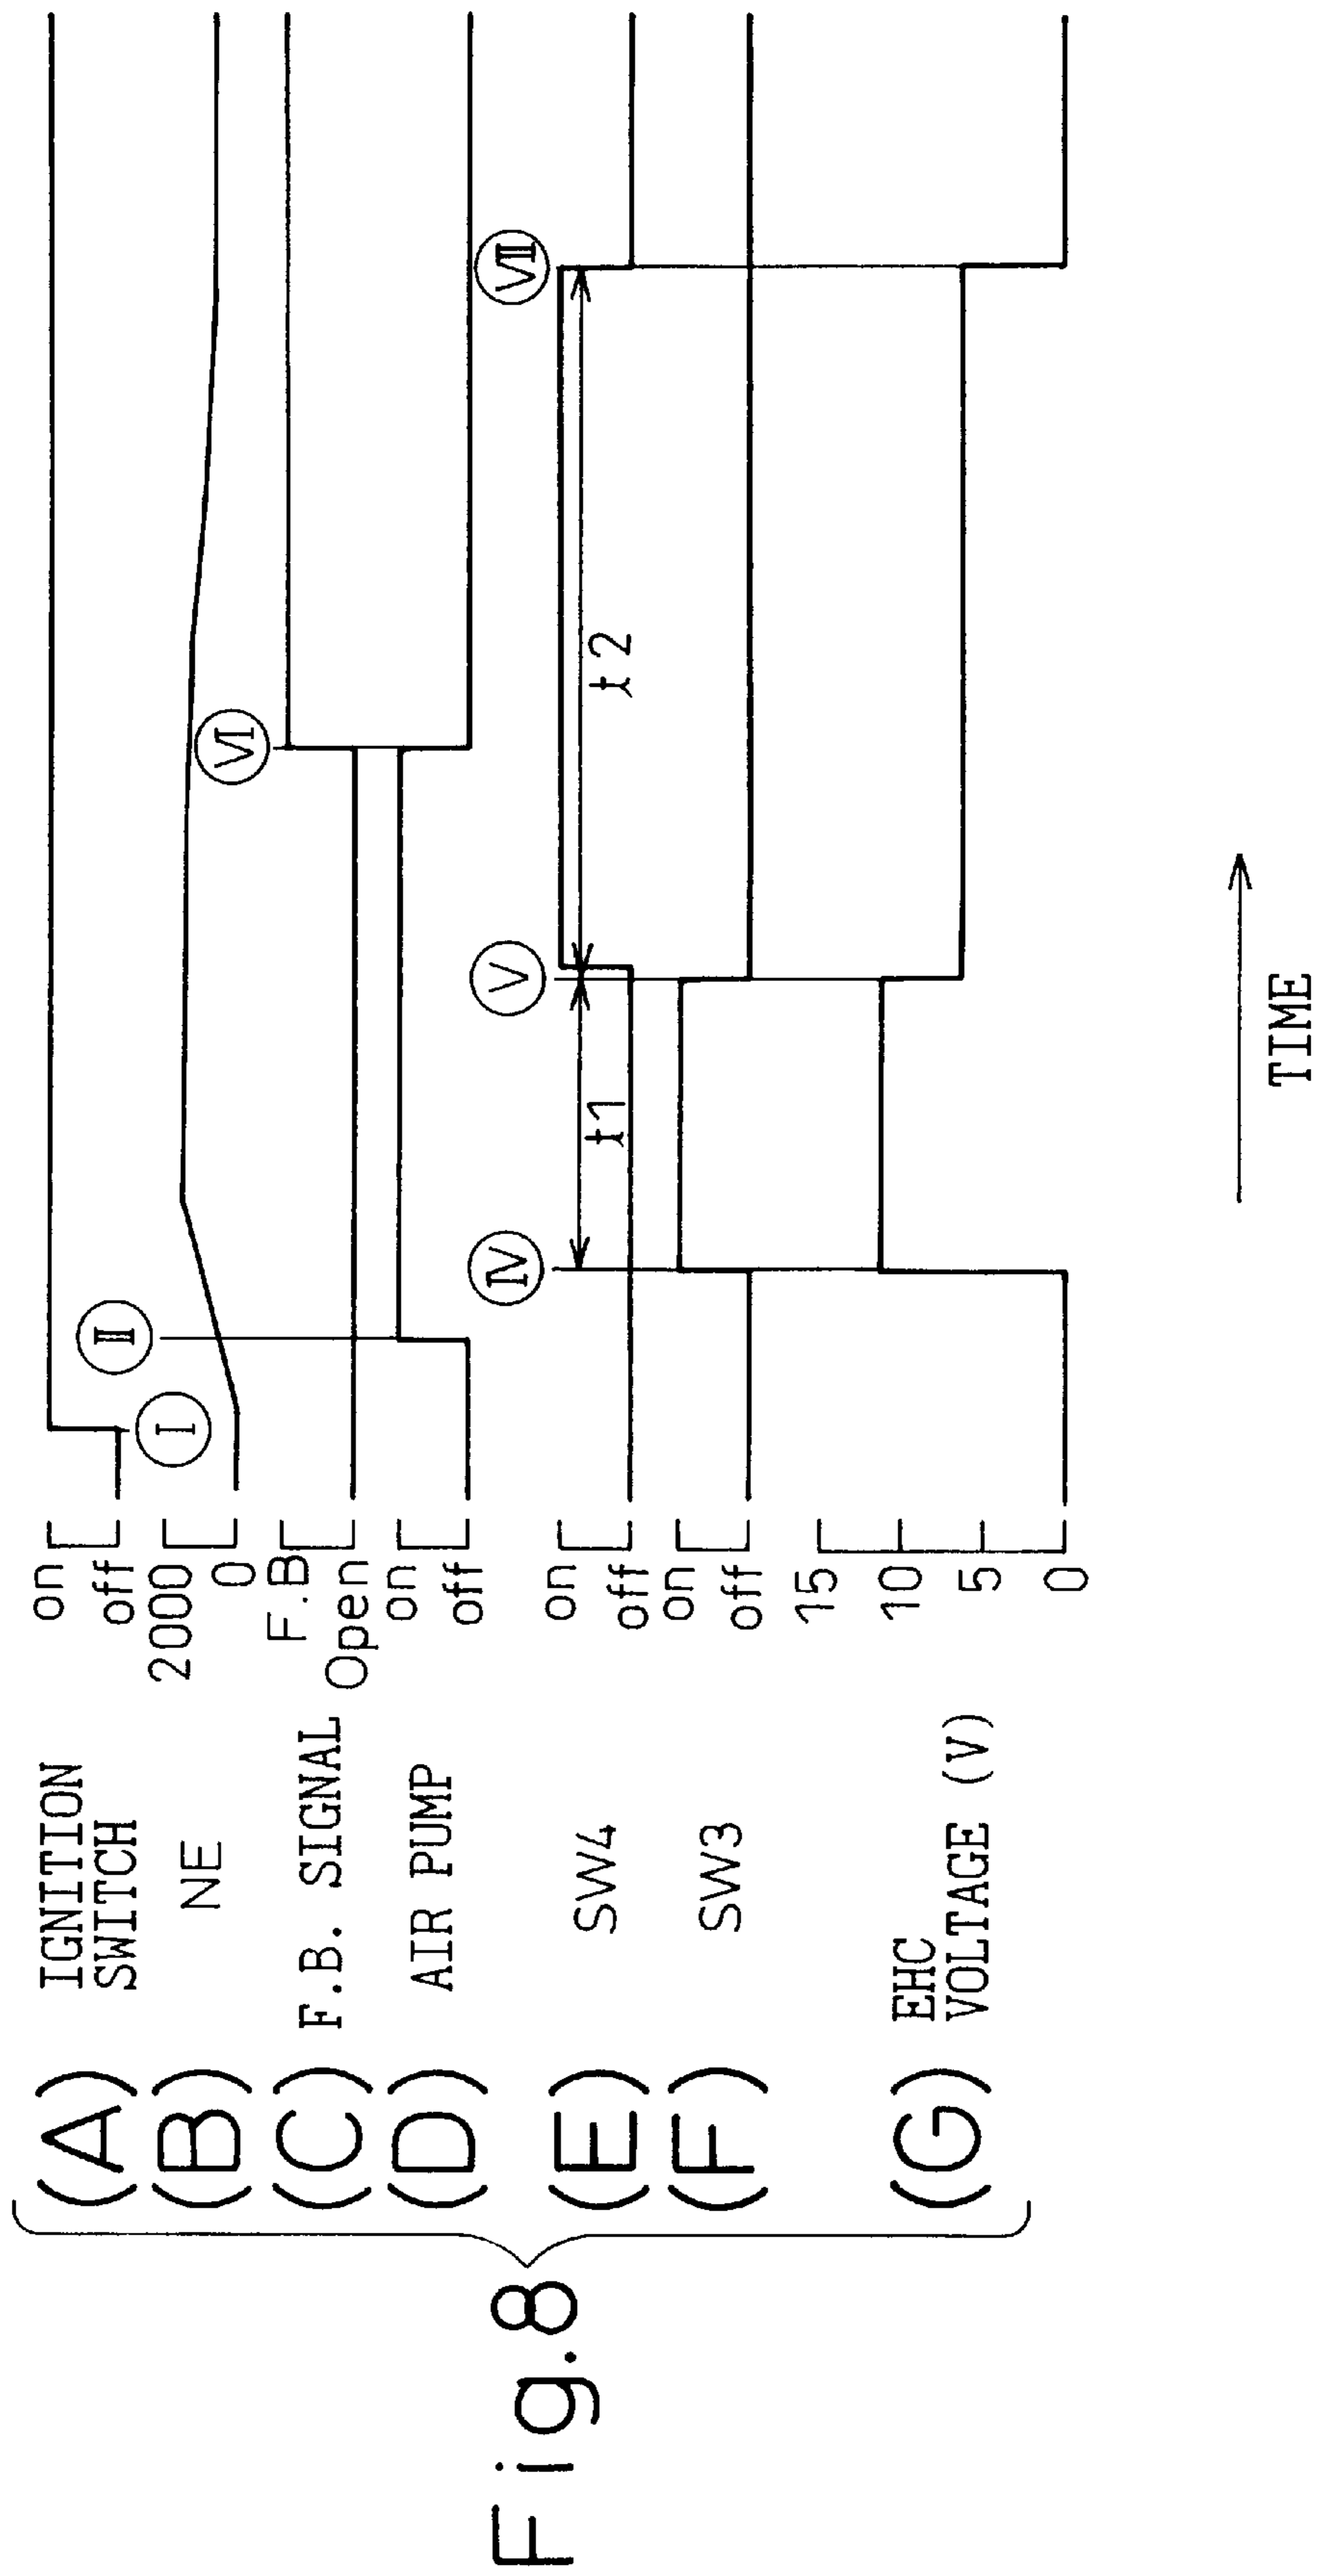 Fig.8
(A) IGNITION
SWITCH
on
off
(B) NE
2000
0
(C) F.B. SIGNAL
F.B
Open
(D) AIR PUMP
on
off
(E) SW4
on
off
(F) SW3
on
off
(G) EHC
VOLTAGE (V)
15
10
5
0
I
II
IV
V
VI
VII
t1
t2
TIME